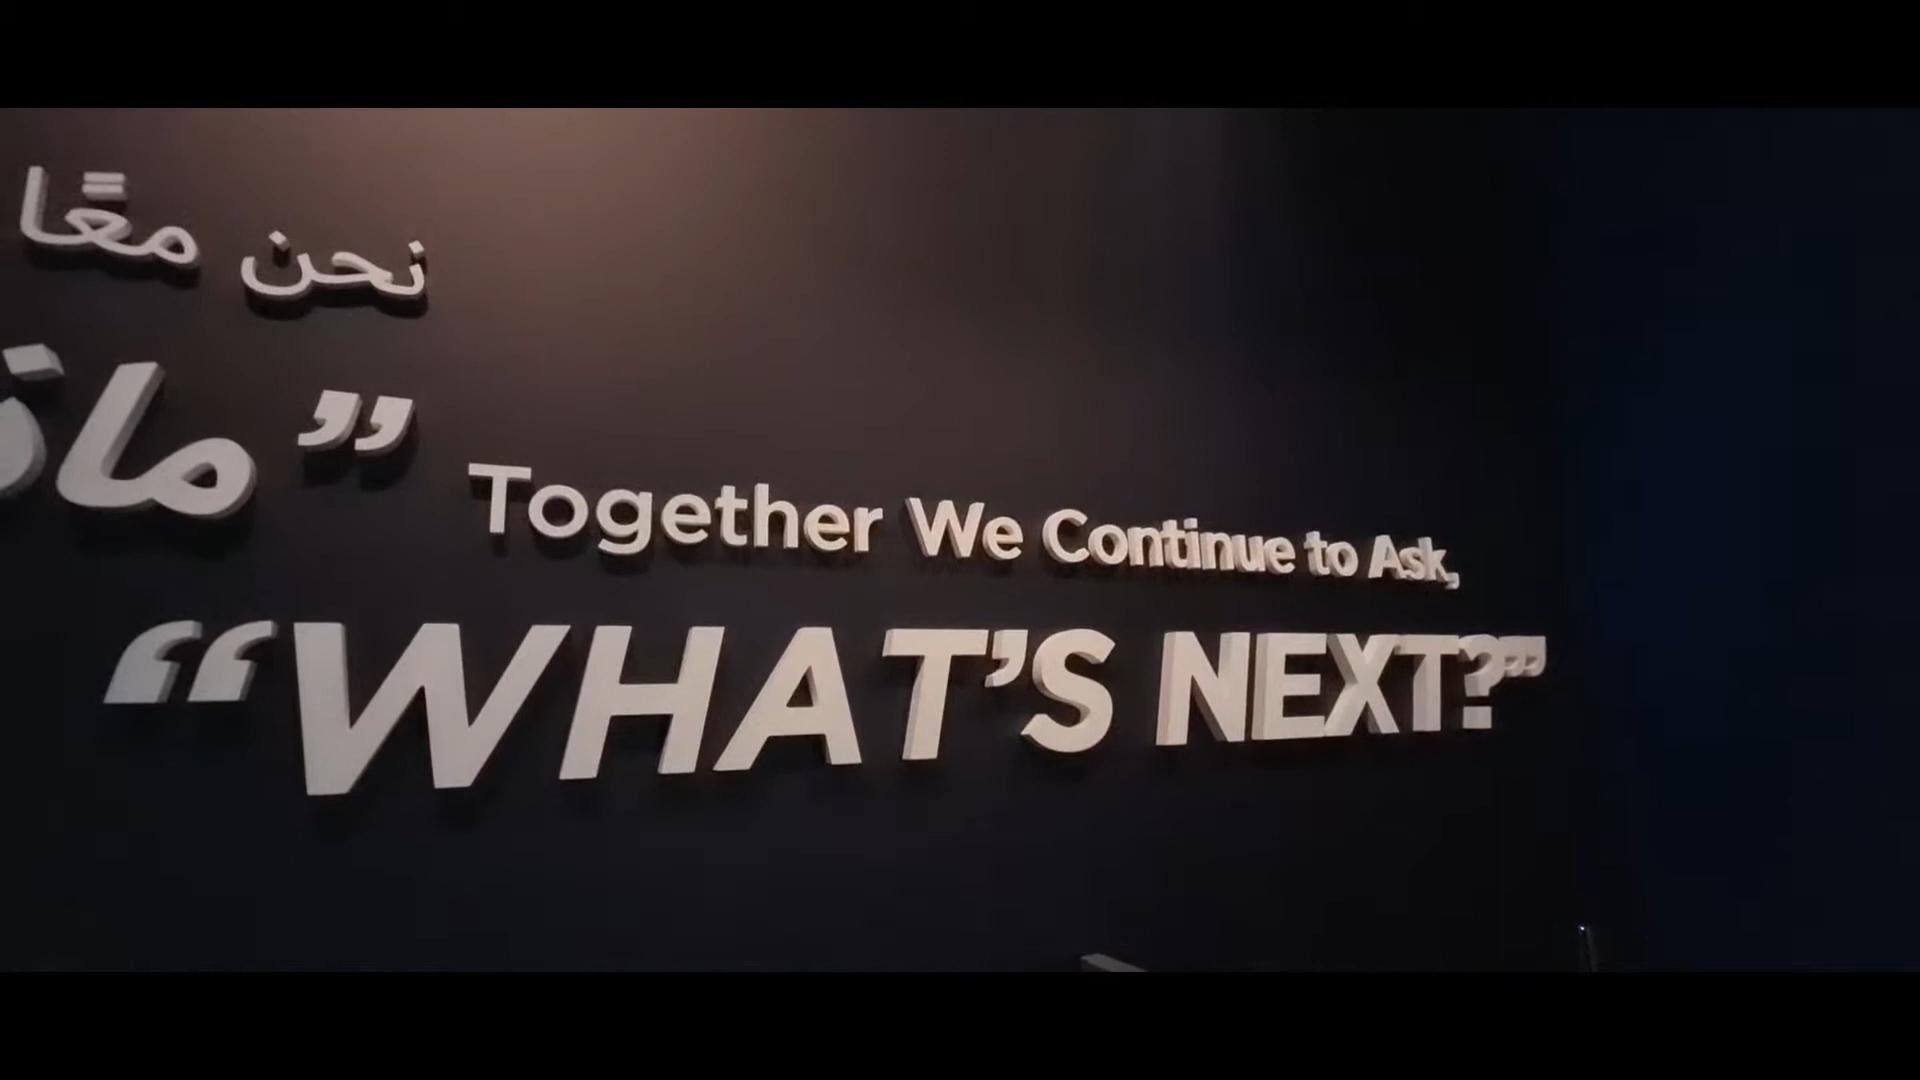 نحن معًا
”
Together We Continue to Ask,
“WHAT’S NEXT?”